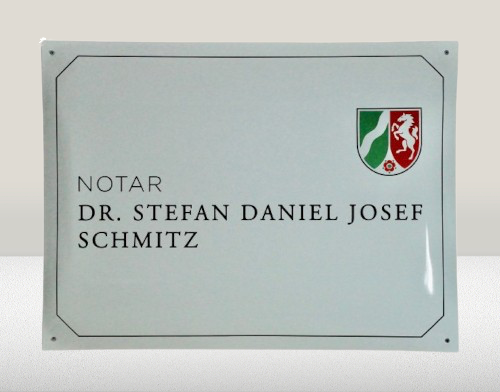 NOTAR
DR. STEFAN DANIEL JOSEF
SCHMITZ